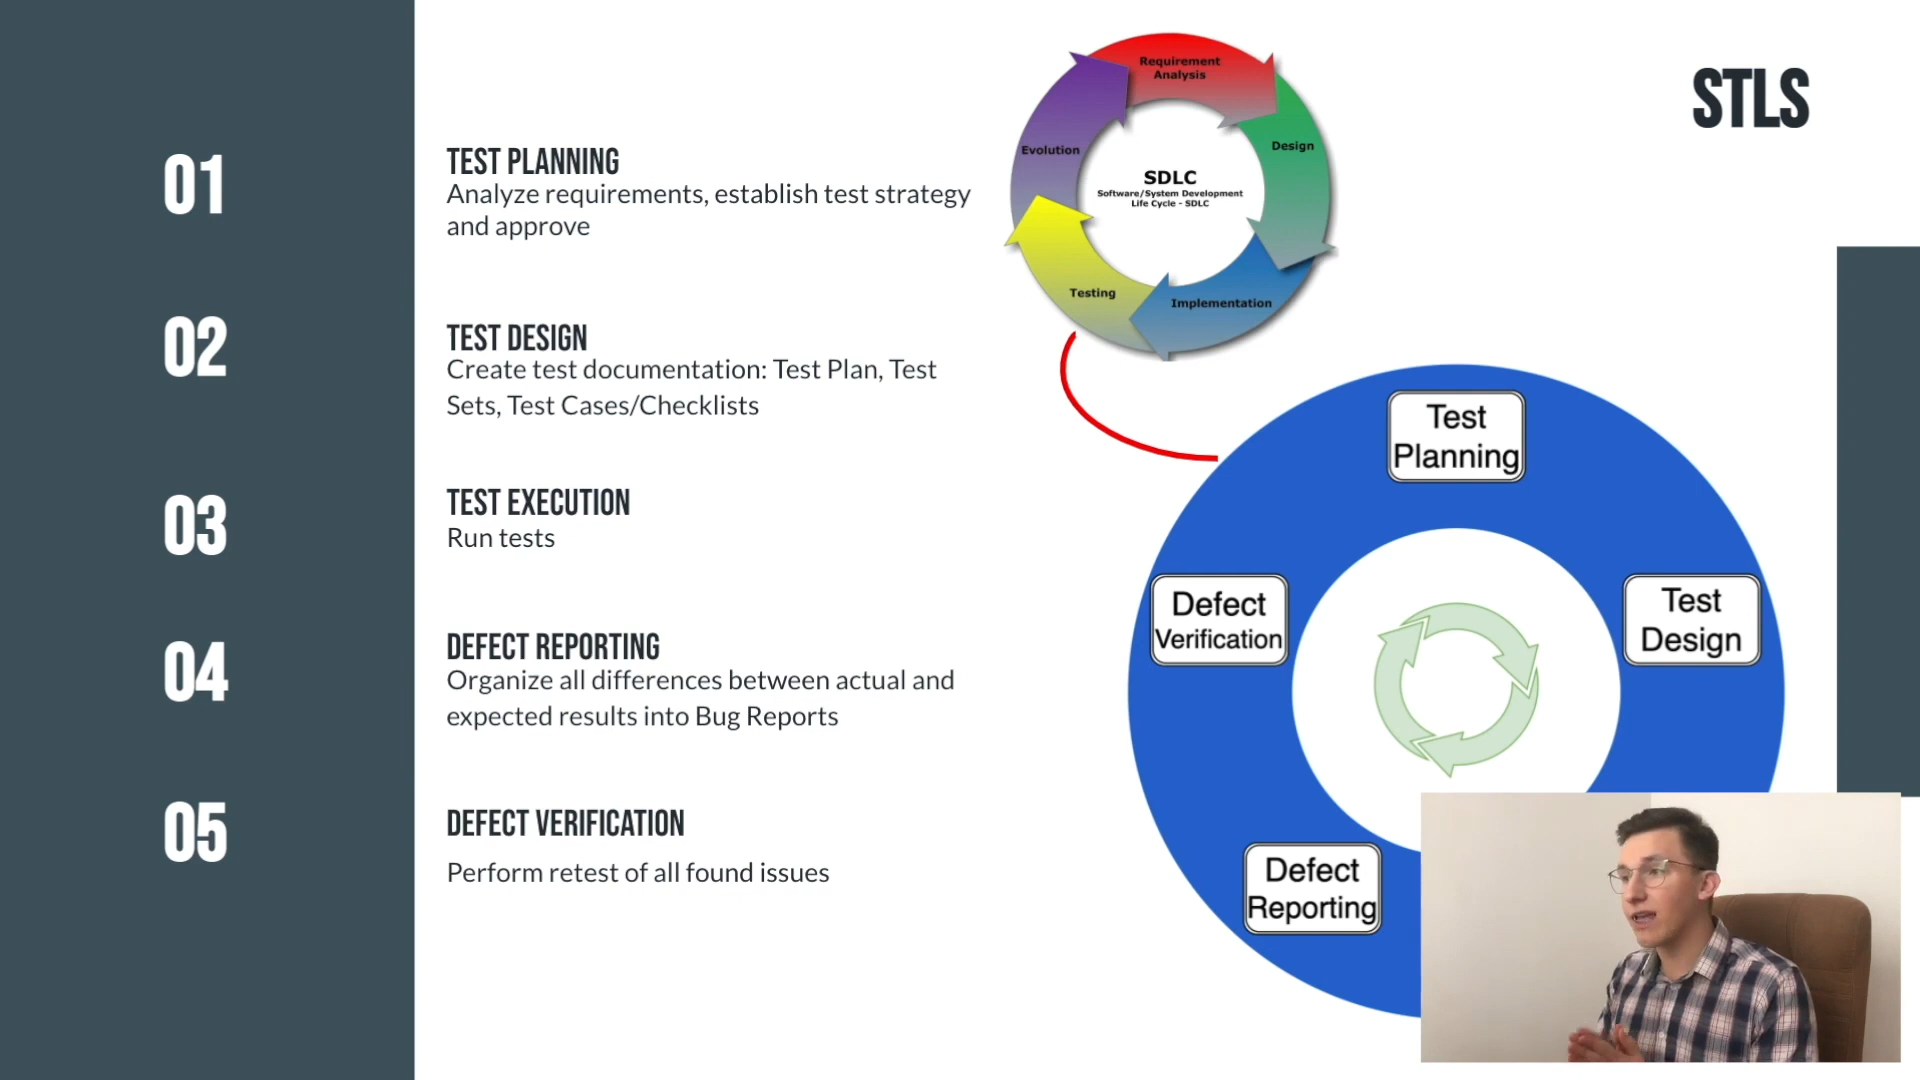 STLS
01
TEST PLANNING
Analyze requirements, establish test strategy
and approve
02
TEST DESIGN
Create test documentation: Test Plan, Test
Sets, Test Cases/Checklists
03
TEST EXECUTION
Run tests
04
DEFECT REPORTING
Organize all differences between actual and
expected results into Bug Reports
05
DEFECT VERIFICATION
Perform retest of all found issues
Requirement
Analysis
Design
Implementation
Testing
Evolution
SDLC
Software/System Development
Life Cycle - SDLC
Test
Planning
Test
Design
Defect
Reporting
Defect
Verification